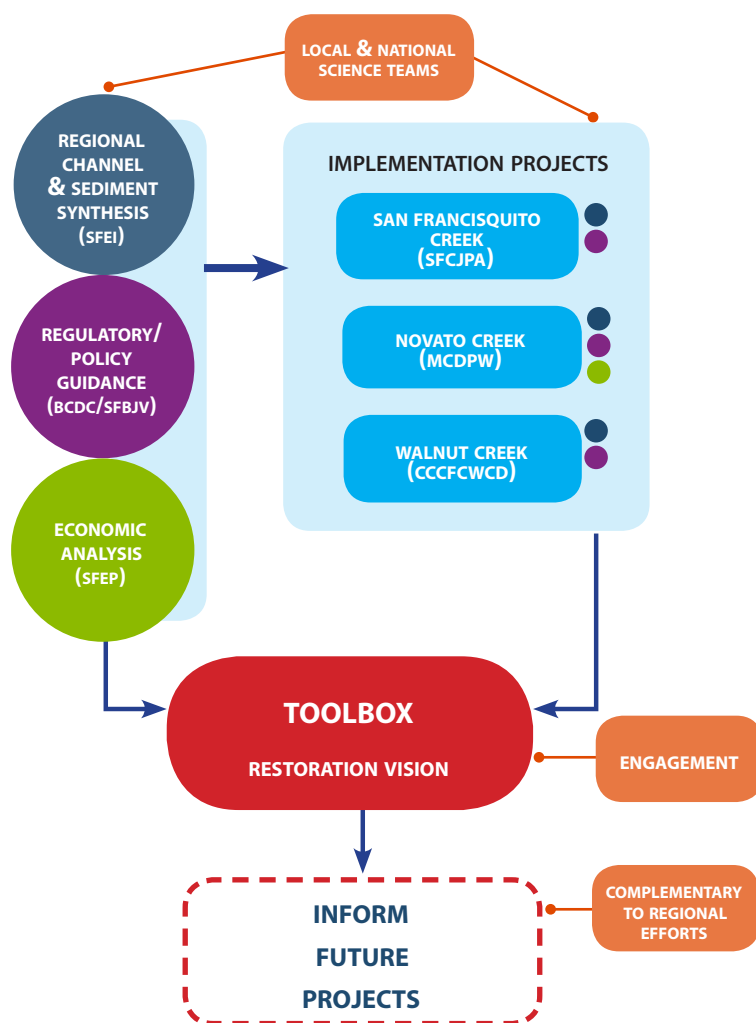 LOCAL & NATIONAL
SCIENCE TEAMS
REGIONAL
CHANNEL
& SEDIMENT
SYNTHESIS
(SFEI)
REGULATORY/
POLICY
GUIDANCE
(BCDC/SFBJV)
ECONOMIC
ANALYSIS
(SFEP)
IMPLEMENTATION PROJECTS
SAN FRANCISQUITO
CREEK
(SFCJPA)
NOVATO CREEK
(MCDPW)
WALNUT CREEK
(CCCFCWCD)
TOOLBOX
RESTORATION VISION
ENGAGEMENT
INFORM
FUTURE
PROJECTS
COMPLEMENTARY
TO REGIONAL
EFFORTS